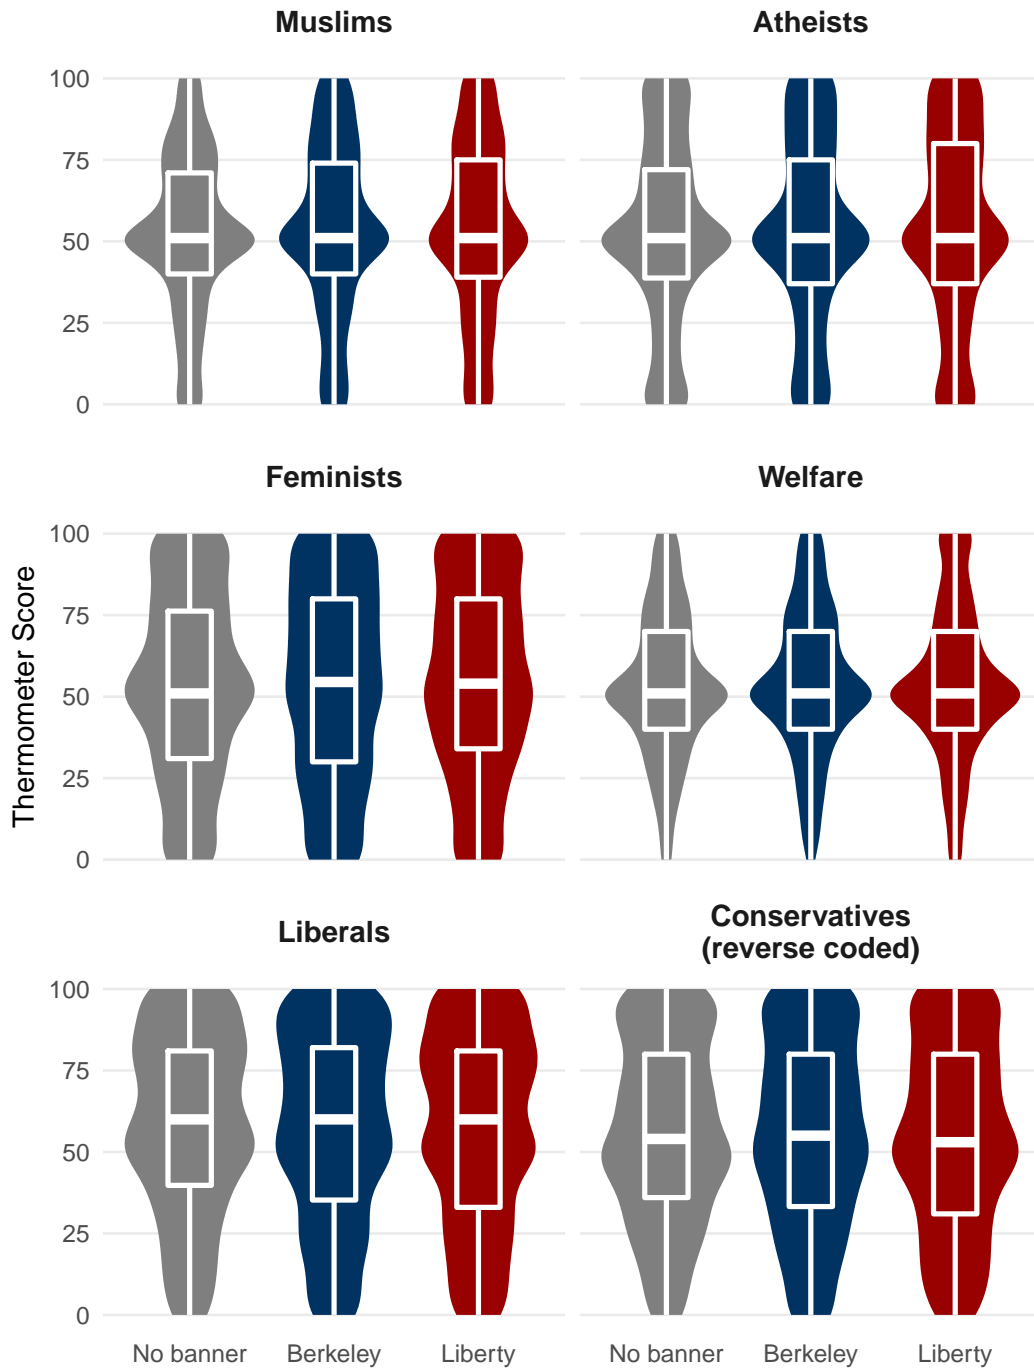 Muslims
Atheists
100
75
50
25
0
Feminists
Welfare
Thermometer Score
100
75
50
25
0
Liberals
Conservatives
(reverse coded)
100
75
50
25
0
No banner
Berkeley
Liberty
No banner
Berkeley
Liberty